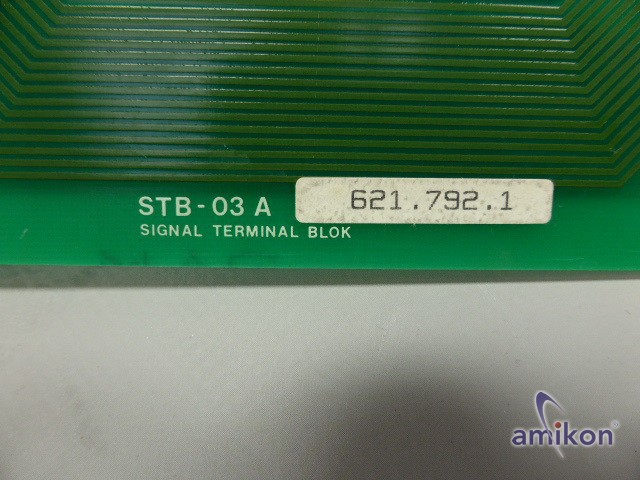 STB-03 A
621.792.1
SIGNAL TERMINAL BLOK
amikon®